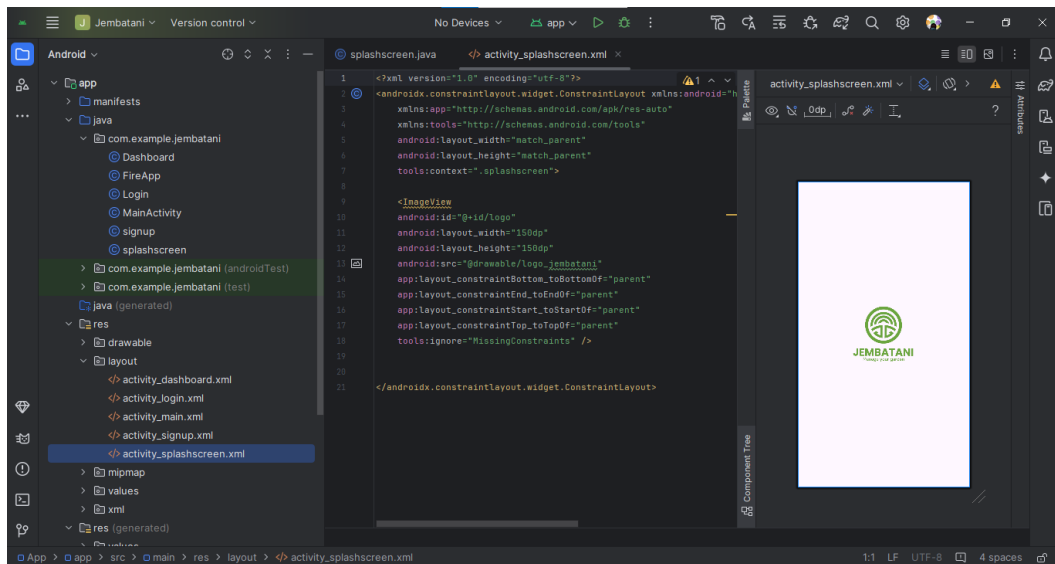 J Jembatani Version control No Devices app
Android
app
manifests
java
com.example.jembatani
Dashboard
FireApp
Login
MainActivity
signup
splashscreen
com.example.jembatani (androidTest)
com.example.jembatani (test)
java (generated)
res
drawable
layout
activity_dashboard.xml
activity_login.xml
activity_main.xml
activity_signup.xml
activity_splashscreen.xml
mipmap
values
xml
res (generated)
values
splashscreen.java activity_splashscreen.xml
1 <?xml version="1.0" encoding="utf-8"?>
2 <androidx.constraintlayout.widget.ConstraintLayout xmlns:android="h
3 xmlns:app="http://schemas.android.com/apk/res-auto"
4 xmlns:tools="http://schemas.android.com/tools"
5 android:layout_width="match_parent"
6 android:layout_height="match_parent"
7 tools:context=".splashscreen">
8
9 <ImageView
10 android:id="@+id/logo"
11 android:layout_width="150dp"
12 android:layout_height="150dp"
13 android:src="@drawable/logo_jembatani"
14 app:layout_constraintBottom_toBottomOf="parent"
15 app:layout_constraintEnd_toEndOf="parent"
16 app:layout_constraintStart_toStartOf="parent"
17 app:layout_constraintTop_toTopOf="parent"
18 tools:ignore="MissingConstraints" />
19
20
21 </androidx.constraintlayout.widget.ConstraintLayout>
1
Palette
Component Tree
activity_splashscreen.xml
0dp
?
Attributes
JEMBATANI
App > app > src > main > res > layout > activity_splashscreen.xml
1:1 LF UTF-8 4 spaces